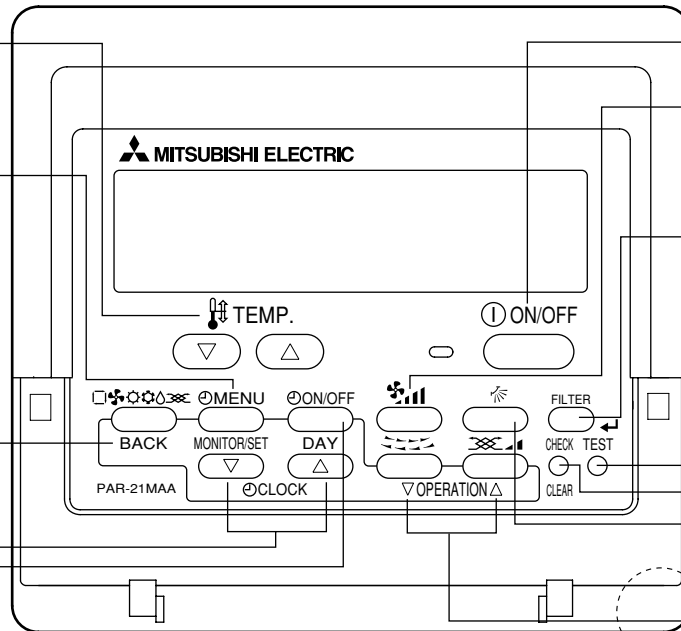 MITSUBISHI ELECTRIC
TEMP.
ON/OFF
MENU
ON/OFF
FILTER
BACK
MONITOR/SET
DAY
CHECK
TEST
PAR-21MAA
CLOCK
OPERATION
CLEAR